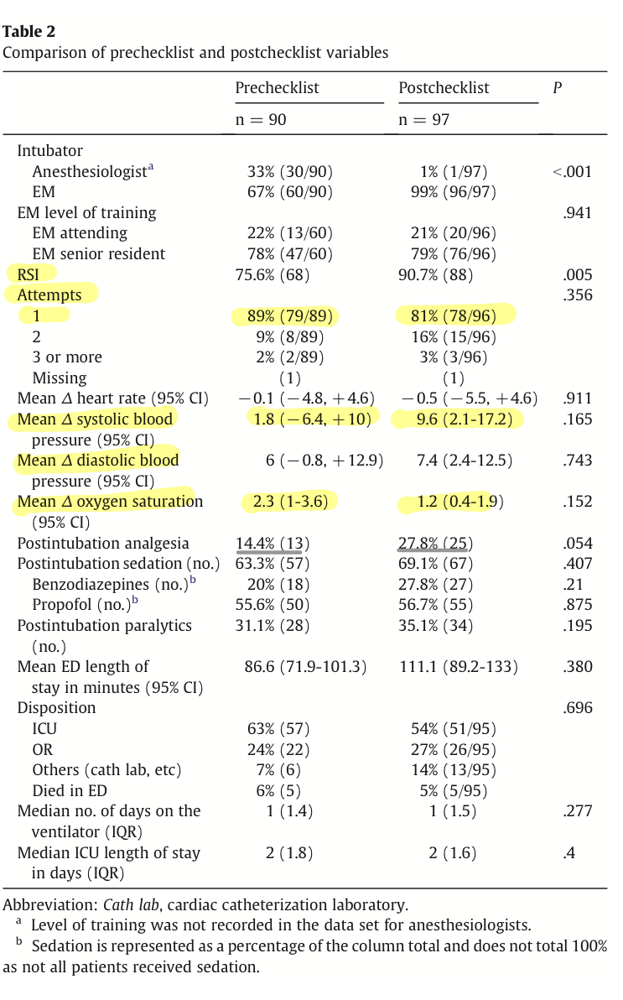 Table 2
Comparison of prechecklist and postchecklist variables
Prechecklist Postchecklist P
n = 90 n = 97
Intubator
Anesthesiologistᵃ 33% (30/90) 1% (1/97) <.001
EM 67% (60/90) 99% (96/97)
EM level of training .941
EM attending 22% (13/60) 21% (20/96)
EM senior resident 78% (47/60) 79% (76/96)
RSI 75.6% (68) 90.7% (88) .005
Attempts .356
1 89% (79/89) 81% (78/96)
2 9% (8/89) 16% (15/96)
3 or more 2% (2/89) 3% (3/96)
Missing (1) (1)
Mean Δ heart rate (95% CI) −0.1 (−4.8, +4.6) −0.5 (−5.5, +4.6) .911
Mean Δ systolic blood 1.8 (−6.4, +10) 9.6 (2.1-17.2) .165
pressure (95% CI)
Mean Δ diastolic blood 6 (−0.8, +12.9) 7.4 (2.4-12.5) .743
pressure (95% CI)
Mean Δ oxygen saturation 2.3 (1-3.6) 1.2 (0.4-1.9) .152
(95% CI)
Postintubation analgesia 14.4% (13) 27.8% (25) .054
Postintubation sedation (no.) 63.3% (57) 69.1% (67) .407
Benzodiazepines (no.)ᵇ 20% (18) 27.8% (27) .21
Propofol (no.)ᵇ 55.6% (50) 56.7% (55) .875
Postintubation paralytics 31.1% (28) 35.1% (34) .195
(no.)
Mean ED length of 86.6 (71.9-101.3) 111.1 (89.2-133) .380
stay in minutes (95% CI)
Disposition .696
ICU 63% (57) 54% (51/95)
OR 24% (22) 27% (26/95)
Others (cath lab, etc) 7% (6) 14% (13/95)
Died in ED 6% (5) 5% (5/95)
Median no. of days on the 1 (1.4) 1 (1.5) .277
ventilator (IQR)
Median ICU length of stay 2 (1.8) 2 (1.6) .4
in days (IQR)
Abbreviation: Cath lab, cardiac catheterization laboratory.
ᵃ Level of training was not recorded in the data set for anesthesiologists.
ᵇ Sedation is represented as a percentage of the column total and does not total 100%
as not all patients received sedation.